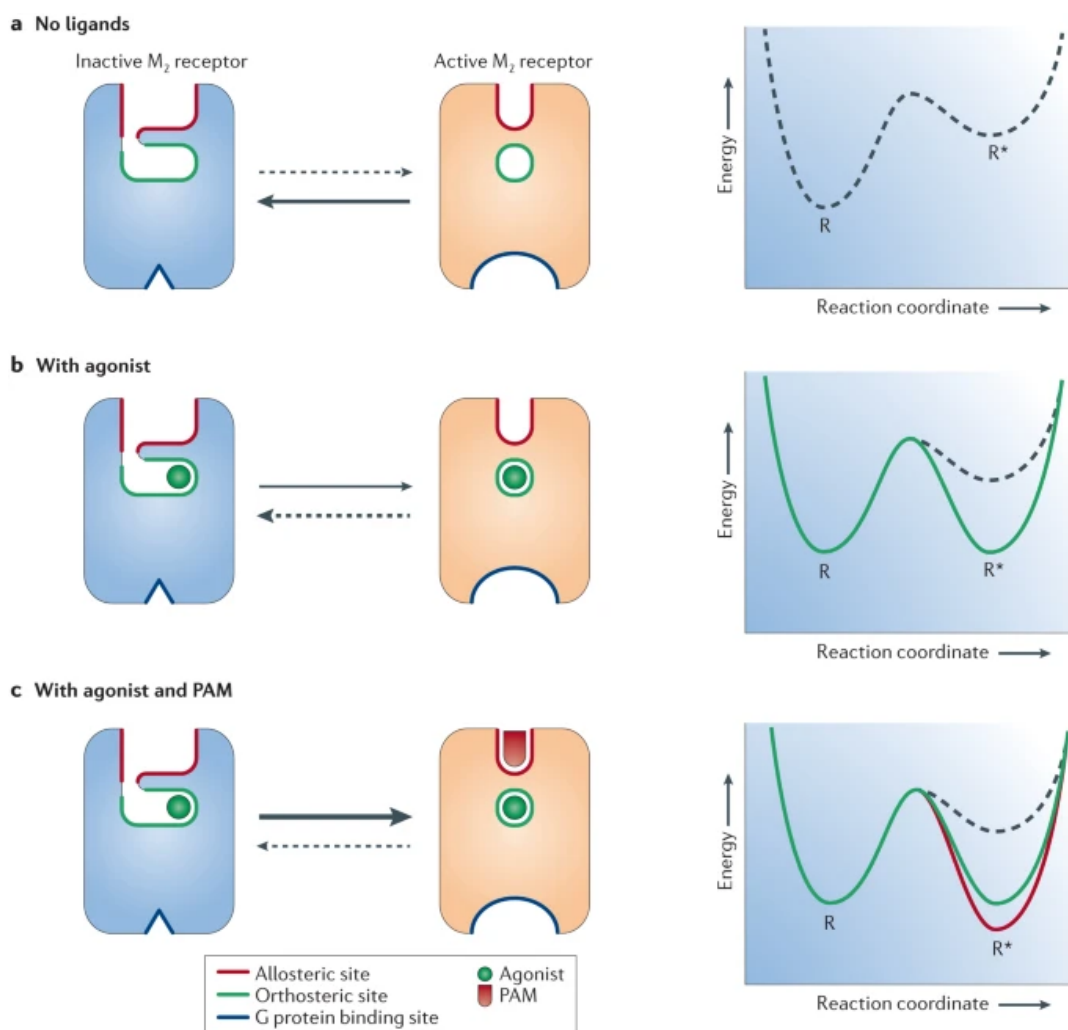 a No ligands
Inactive M₂ receptor
Active M₂ receptor
Energy
R
R*
Reaction coordinate
b With agonist
Energy
R
R*
Reaction coordinate
c With agonist and PAM
Energy
R
R*
Reaction coordinate
Allosteric site
Orthosteric site
G protein binding site
Agonist
PAM